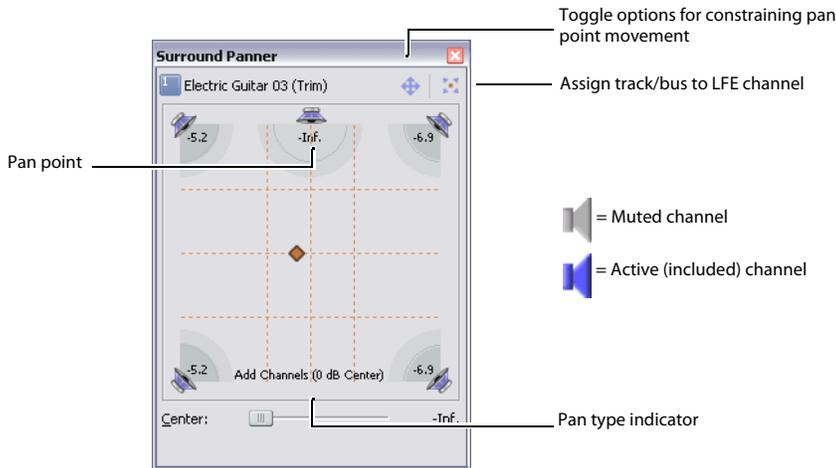 Toggle options for constraining pan
point movement
Surround Panner
1 Electric Guitar 03 (Trim)
Assign track/bus to LFE channel
-5.2 -Inf. -6.9
Pan point
= Muted channel
= Active (included) channel
-5.2 Add Channels (0 dB Center) -6.9
Center: -Inf.
Pan type indicator